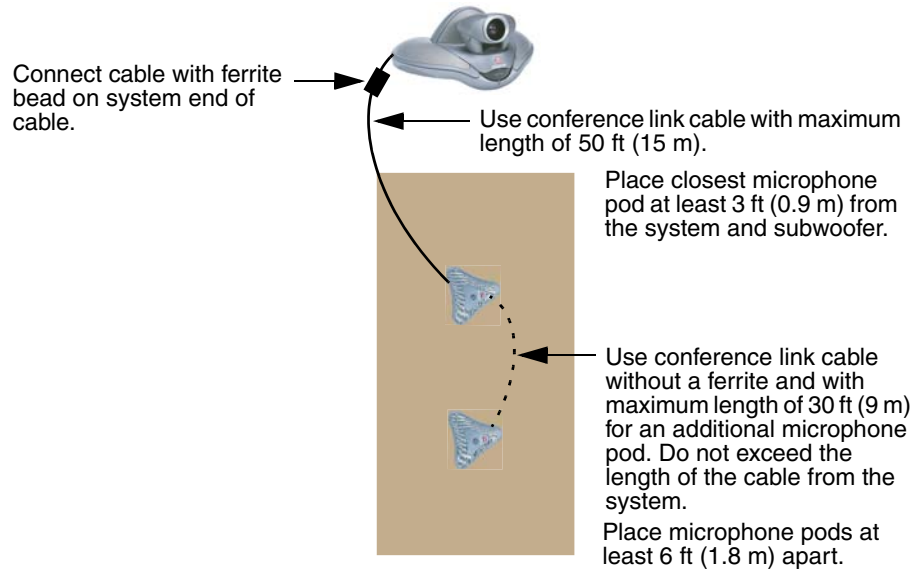 Connect cable with ferrite
bead on system end of
cable.
Use conference link cable with maximum
length of 50 ft (15 m).
Place closest microphone
pod at least 3 ft (0.9 m) from
the system and subwoofer.
Use conference link cable
without a ferrite and with
maximum length of 30 ft (9 m)
for an additional microphone
pod. Do not exceed the
length of the cable from the
system.
Place microphone pods at
least 6 ft (1.8 m) apart.